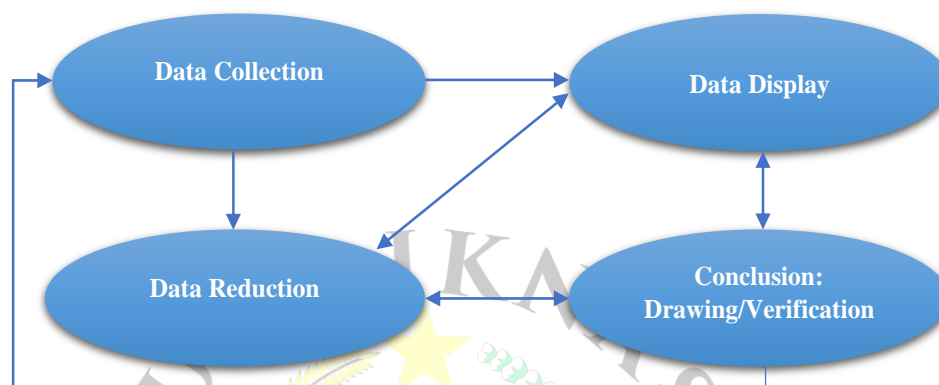 Data Collection
Data Display
Data Reduction
Conclusion:
Drawing/Verification